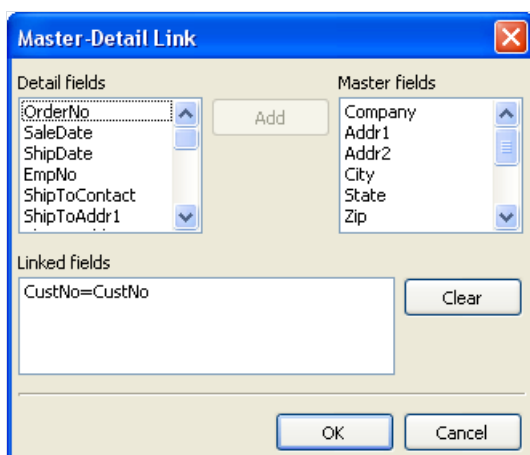 Master-Detail Link
Detail fields
Master fields
OrderNo
SaleDate
ShipDate
EmpNo
ShipToContact
ShipToAddr1
Add
Company
Addr1
Addr2
City
State
Zip
Linked fields
CustNo=CustNo
Clear
OK
Cancel